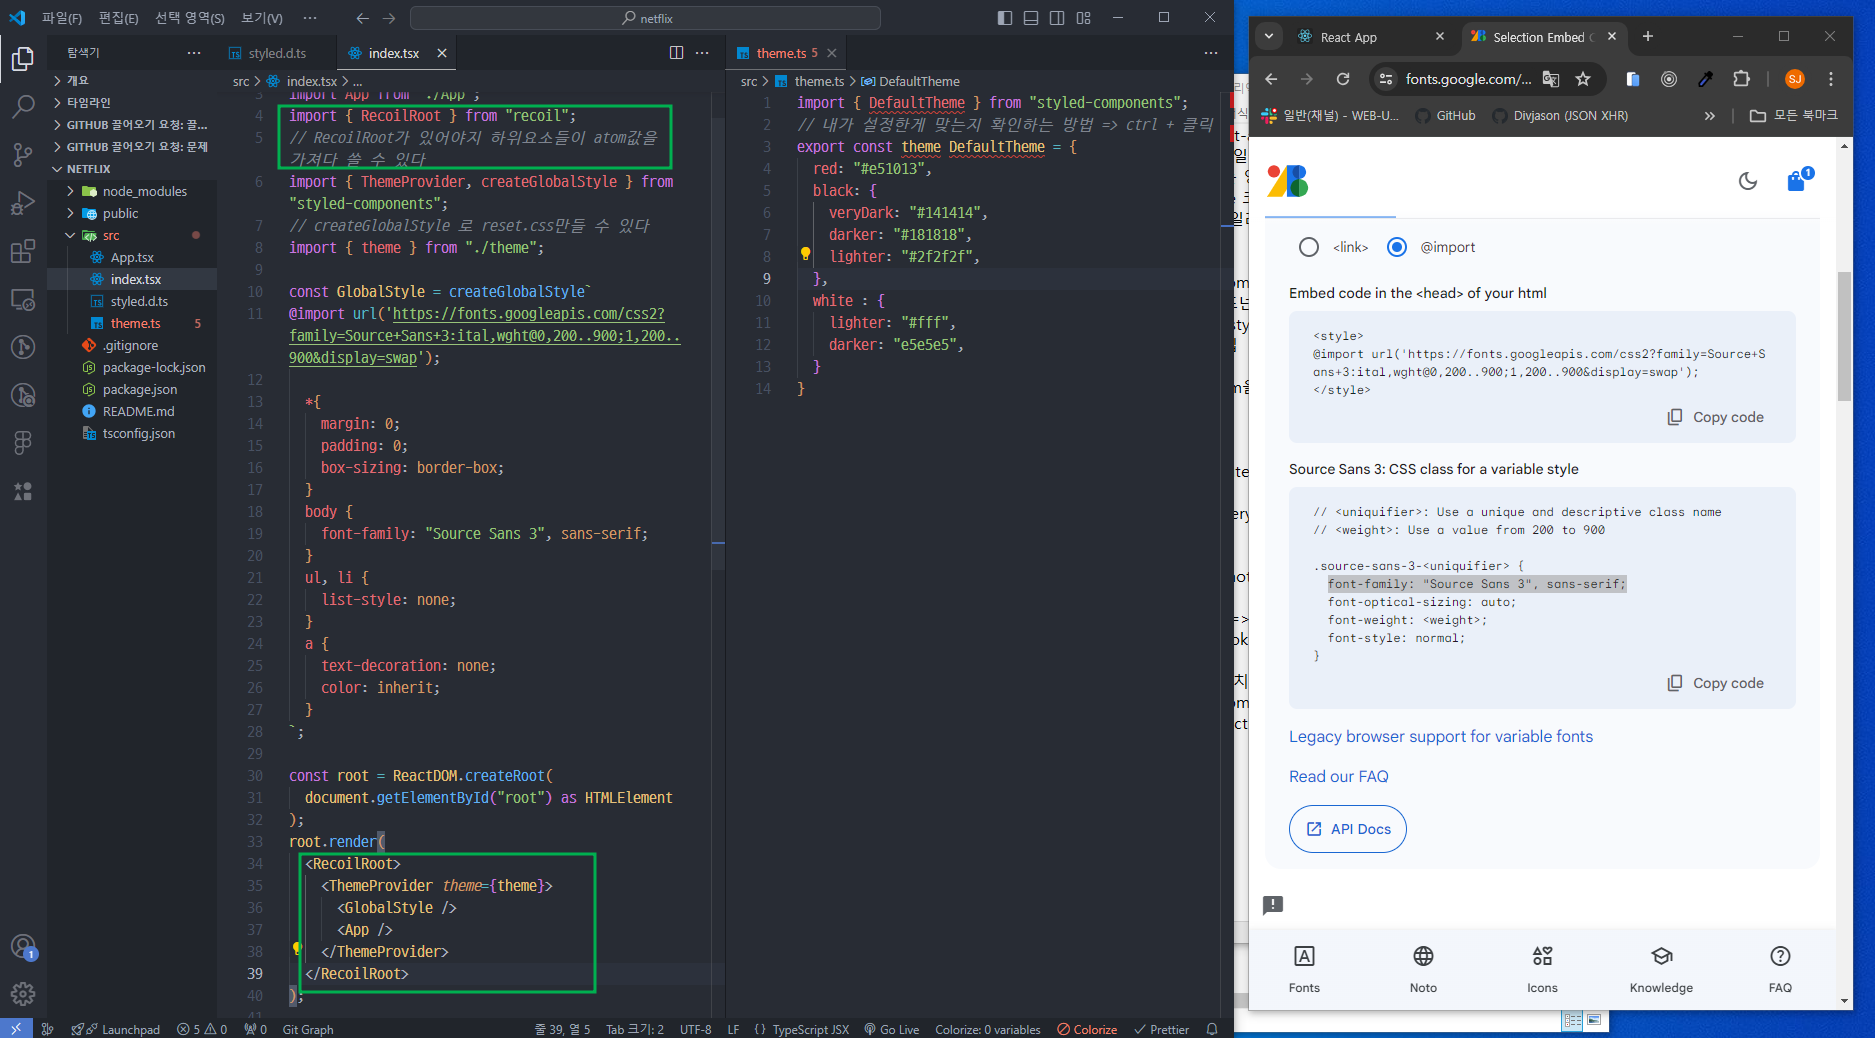 파일(F) 편집(E) 선택 영역(S) 보기(V) ··· netflix
탐색기 ···
개요
타임라인
GITHUB 끌어오기 요청: 끌...
GITHUB 끌어오기 요청: 문제
NETFLIX
node_modules
public
src
App.tsx
index.tsx
styled.d.ts
theme.ts 5
.gitignore
package-lock.json
package.json
README.md
tsconfig.json
styled.d.ts index.tsx
src > index.tsx > ...
3 import App from "./App";
4 import { RecoilRoot } from "recoil";
5 // RecoilRoot가 있어야지 하위요소들이 atom값을
가져다 쓸 수 있다
6 import { ThemeProvider, createGlobalStyle } from
"styled-components";
7 // createGlobalStyle 로 reset.css만들 수 있다
8 import { theme } from "./theme";
9
10 const GlobalStyle = createGlobalStyle`
11 @import url('https://fonts.googleapis.com/css2?
family=Source+Sans+3:ital,wght@0,200..900;1,200..
900&display=swap');
12
13 *{
14 margin: 0;
15 padding: 0;
16 box-sizing: border-box;
17 }
18 body {
19 font-family: "Source Sans 3", sans-serif;
20 }
21 ul, li {
22 list-style: none;
23 }
24 a {
25 text-decoration: none;
26 color: inherit;
27 }
28 `;
29
30 const root = ReactDOM.createRoot(
31 document.getElementById("root") as HTMLElement
32 );
33 root.render(
34 <RecoilRoot>
35 <ThemeProvider theme={theme}>
36 <GlobalStyle />
37 <App />
38 </ThemeProvider>
39 </RecoilRoot>
40 );
41
theme.ts 5
src > theme.ts > DefaultTheme
1 import { DefaultTheme } from "styled-components";
2 // 내가 설정한게 맞는지 확인하는 방법 => ctrl + 클릭
3 export const theme DefaultTheme = {
4 red: "#e51013",
5 black: {
6 veryDark: "#141414",
7 darker: "#181818",
8 lighter: "#2f2f2f",
9 },
10 white : {
11 lighter: "#fff",
12 darker: "e5e5e5",
13 }
14 }
1
Launchpad 5 0 0 Git Graph 줄 39, 열 5 Tab 크기: 2 UTF-8 LF {} TypeScript JSX Go Live Colorize: 0 variables Colorize Prettier
React App Selection Embed C
fonts.google.com/... SJ
일반(채널) - WEB-U... GitHub Divjason (JSON XHR) » 모든 북마크
1
<link> @import
Embed code in the <head> of your html
<style>
@import url('https://fonts.googleapis.com/css2?family=Source+S
ans+3:ital,wght@0,200..900;1,200..900&display=swap');
</style>
Copy code
Source Sans 3: CSS class for a variable style
// <uniquifier>: Use a unique and descriptive class name
// <weight>: Use a value from 200 to 900
.source-sans-3-<uniquifier> {
font-family: "Source Sans 3", sans-serif;
font-optical-sizing: auto;
font-weight: <weight>;
font-style: normal;
}
Copy code
Legacy browser support for variable fonts
Read our FAQ
API Docs
Fonts Noto Icons Knowledge FAQ